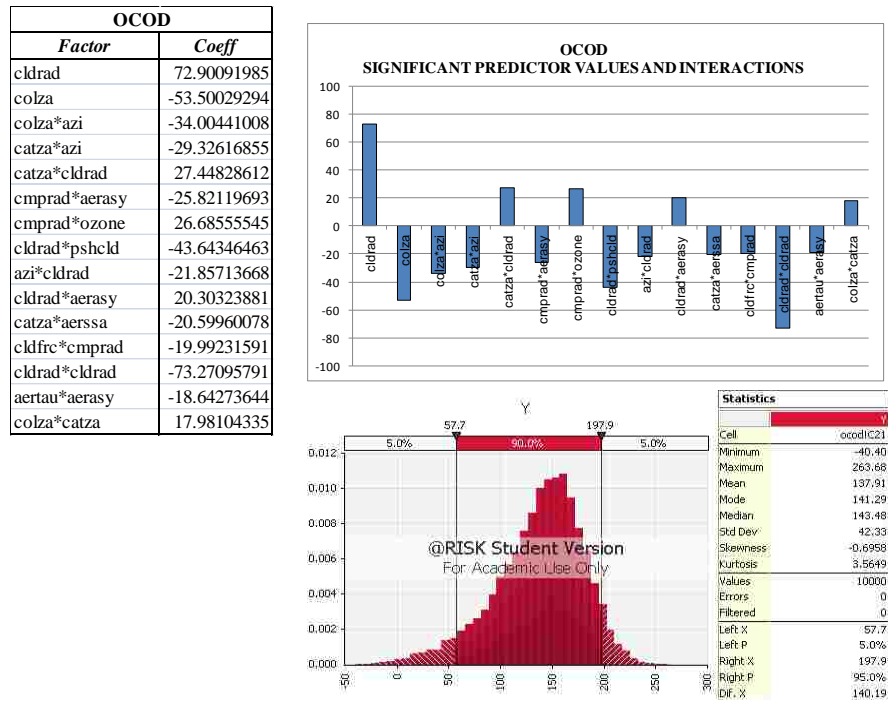 OCOD
Factor Coeff
cldrad 72.90091985
colza -53.50029294
colza*azi -34.00441008
catza*azi -29.32616855
catza*cldrad 27.44828612
cmprad*aerasy -25.82119693
cmprad*ozone 26.68555545
cldrad*pshcld -43.64346463
azi*cldrad -21.85713668
cldrad*aerasy 20.30323881
catza*aerssa -20.59960078
cldfrc*cmprad -19.99231591
cldrad*cldrad -73.27095791
aertau*aerasy -18.64273644
colza*catza 17.98104335
OCOD
SIGNIFICANT PREDICTOR VALUES AND INTERACTIONS
100
80
60
40
20
0
-20
-40
-60
-80
-100
cldrad
colza
colza*azi
catza*azi
catza*cldrad
cmprad*aerasy
cmprad*ozone
cldrad*pshcld
azi*cldrad
cldrad*aerasy
catza*aerssa
cldfrc*cmprad
cldrad*cldrad
aertau*aerasy
colza*catza
Y
57.7 197.9
5.0% 90.0% 5.0%
0.012
0.010
0.008
0.006
0.004
0.002
0.000
@RISK Student Version
For Academic Use Only
-50 0 50 100 150 200 250 300
Statistics
Y
Cell ocod!C21
Minimum -40.40
Maximum 263.68
Mean 137.91
Mode 141.29
Median 143.48
Std Dev 42.33
Skewness -0.6958
Kurtosis 3.5649
Values 10000
Errors 0
Filtered 0
Left X 57.7
Left P 5.0%
Right X 197.9
Right P 95.0%
Dif. X 140.19